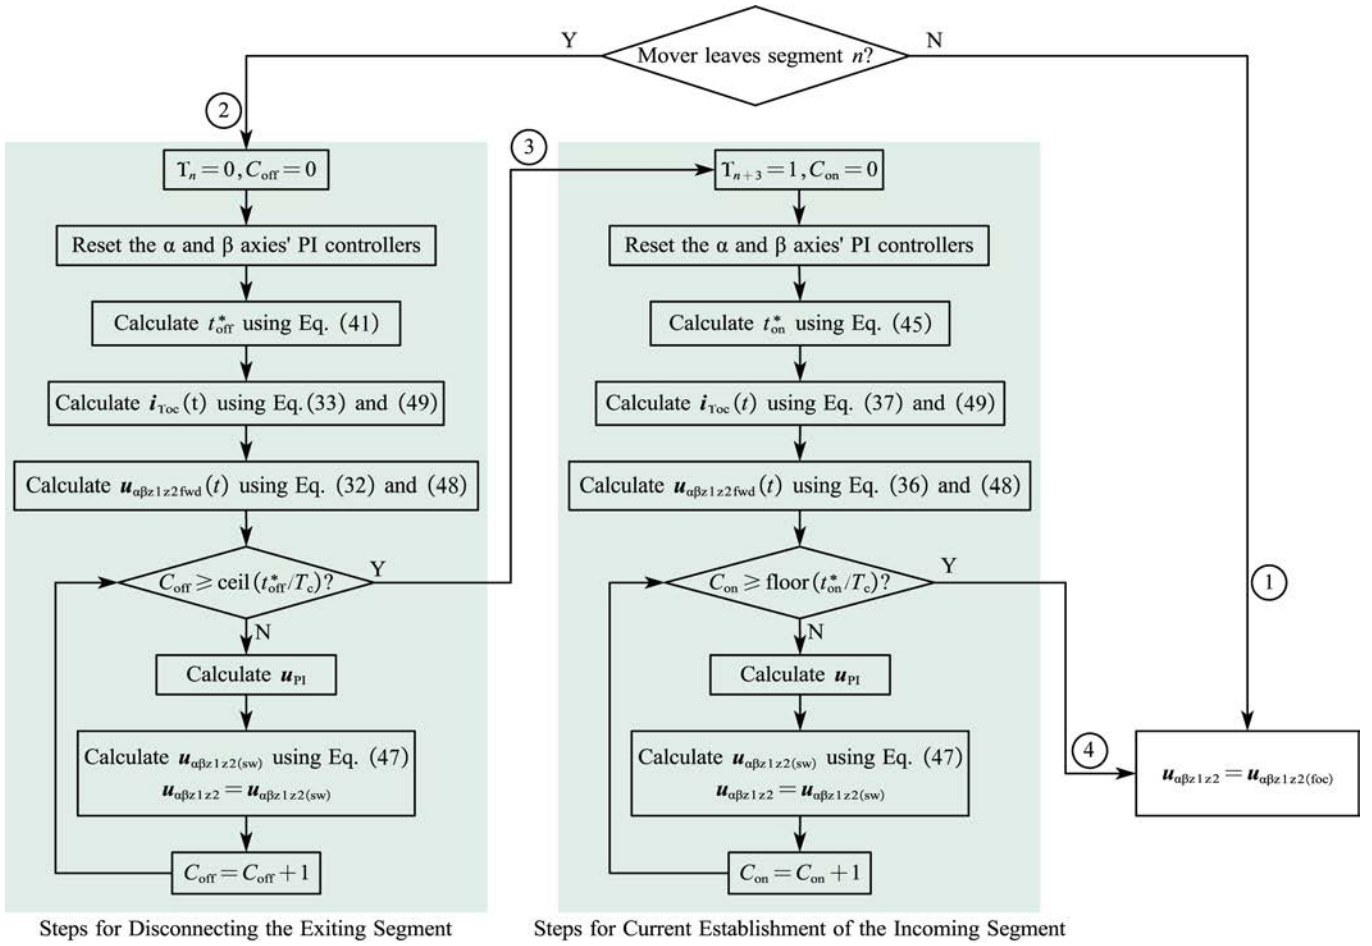 Mover leaves segment n?
Y
N
2
3
1
4
ϒn = 0, Coff = 0
Reset the α and β axies' PI controllers
Calculate t*off using Eq. (41)
Calculate iϒoc(t) using Eq.(33) and (49)
Calculate uαβz1z2fwd(t) using Eq. (32) and (48)
Coff ⩾ ceil(t*off/Tc)?
Y
N
Calculate uPI
Calculate uαβz1z2(sw) using Eq. (47)
uαβz1z2 = uαβz1z2(sw)
Coff = Coff + 1
Steps for Disconnecting the Exiting Segment
ϒn+3 = 1, Con = 0
Reset the α and β axies' PI controllers
Calculate t*on using Eq. (45)
Calculate iϒoc(t) using Eq. (37) and (49)
Calculate uαβz1z2fwd(t) using Eq. (36) and (48)
Con ⩾ floor(t*on/Tc)?
Y
N
Calculate uPI
Calculate uαβz1z2(sw) using Eq. (47)
uαβz1z2 = uαβz1z2(sw)
Con = Con + 1
Steps for Current Establishment of the Incoming Segment
uαβz1z2 = uαβz1z2(foc)